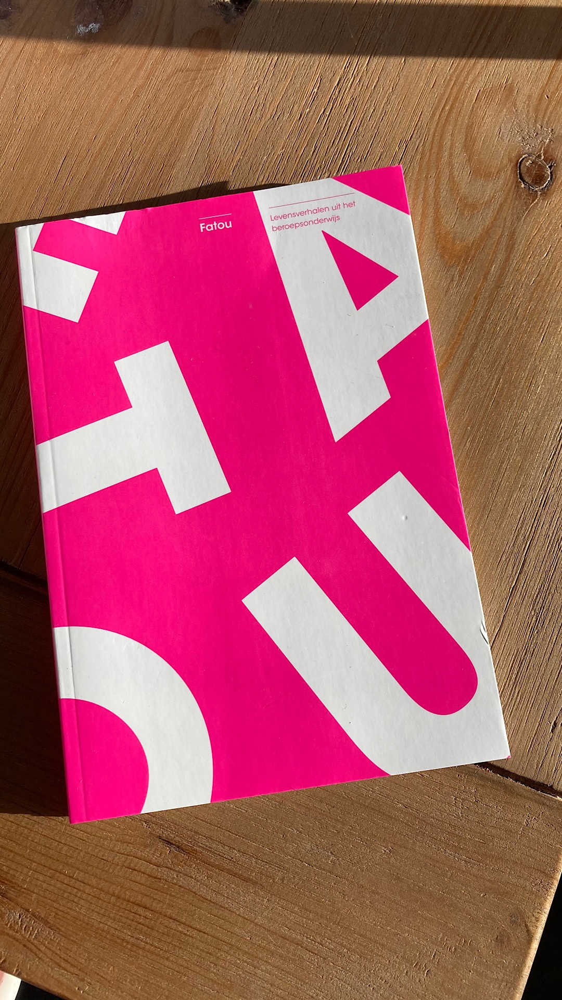 Fatou
Levensverhalen uit het
beroepsonderwijs
F A
T
O U